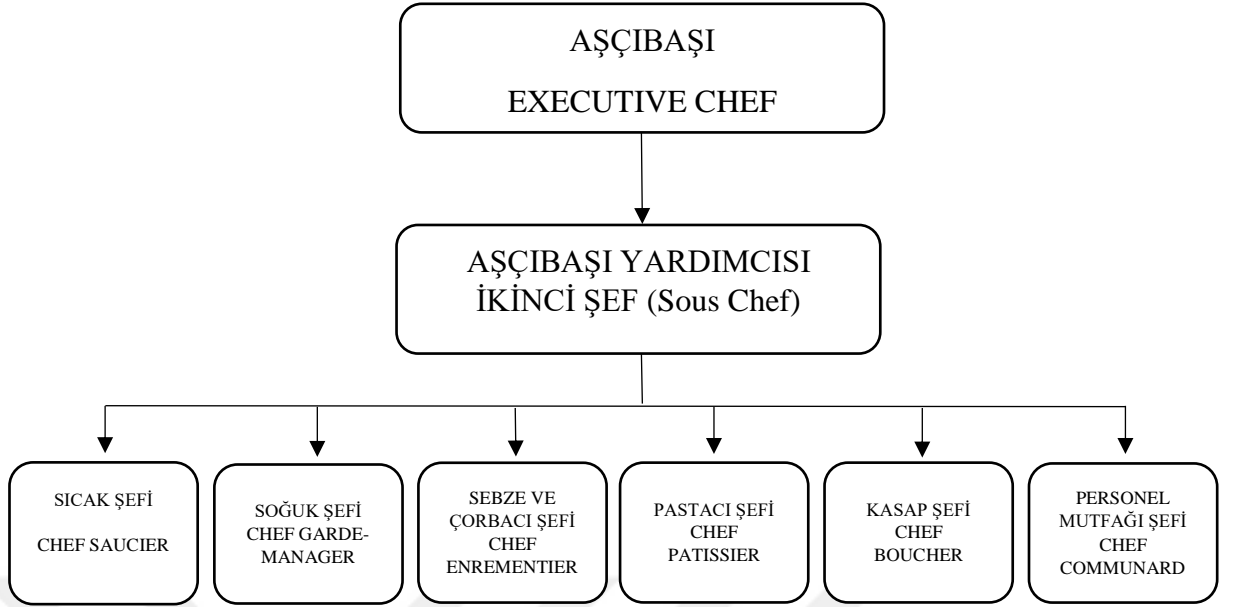 AŞÇIBAŞI
EXECUTIVE CHEF
AŞÇIBAŞI YARDIMCISI
İKİNCİ ŞEF (Sous Chef)
SICAK ŞEFİ
CHEF SAUCIER
SOĞUK ŞEFİ
CHEF GARDE-
MANAGER
SEBZE VE
ÇORBACI ŞEFİ
CHEF
ENREMENTIER
PASTACI ŞEFİ
CHEF
PATISSIER
KASAP ŞEFİ
CHEF
BOUCHER
PERSONEL
MUTFAĞI ŞEFİ
CHEF
COMMUNARD